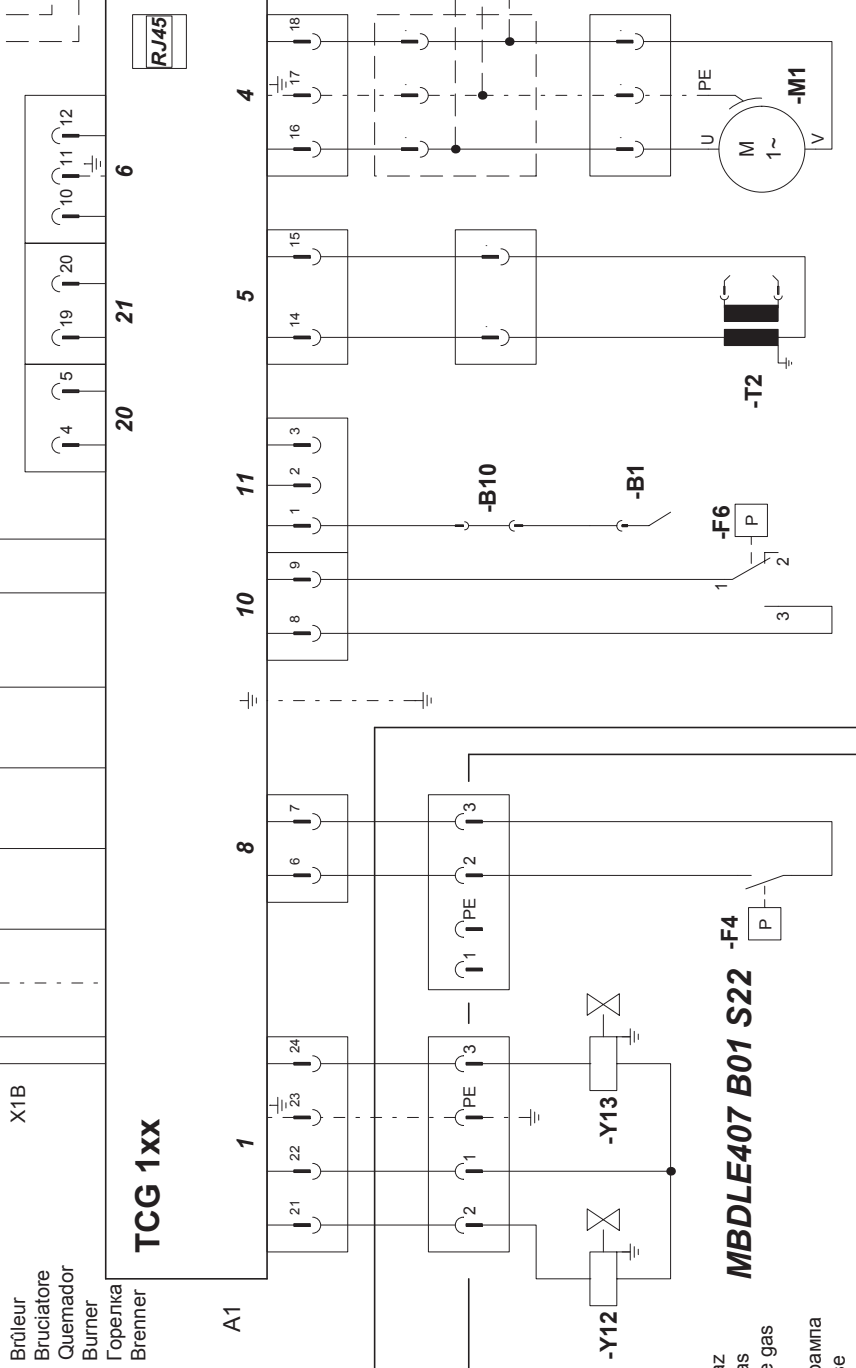 RJ45
18
17
16
4
PE
-M1
U
M
1~
V
12
11
10
6
20
19
21
5
4
20
15
14
5
-T2
3
2
1
11
-B10
-B1
9
8
10
-F6
P
1
2
3
7
6
8
3
2
PE
1
-F4
P
X1B
TCG 1xx
24
23
22
21
1
3
PE
1
2
-Y13
-Y12
MBDLE407 B01 S22
Brûleur
Bruciatore
Quemador
Burner
Горелка
Brenner
A1
e gas